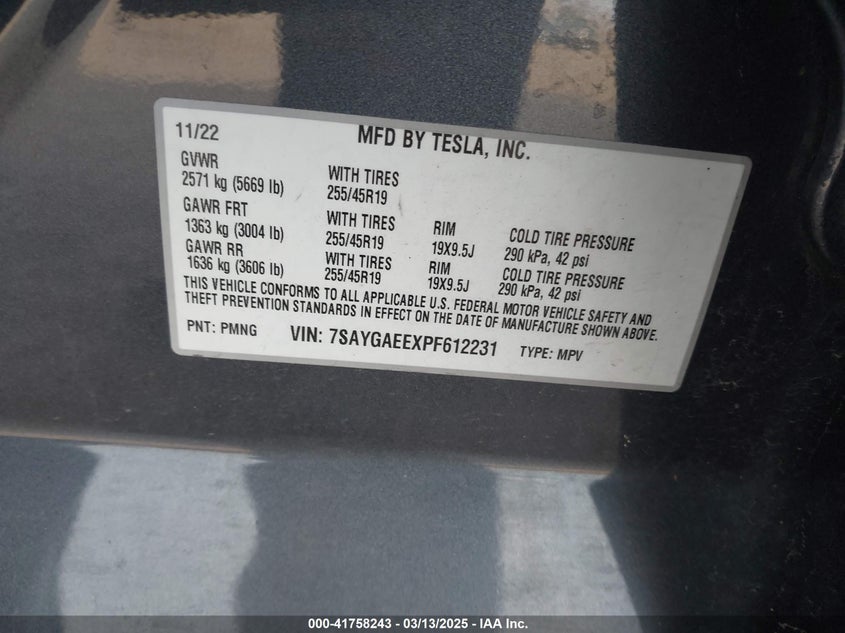 11/22 MFD BY TESLA, INC.
GVWR
2571 kg (5669 lb) WITH TIRES 255/45R19
GAWR FRT
1363 kg (3004 lb) WITH TIRES 255/45R19 RIM 19X9.5J COLD TIRE PRESSURE 290 kPa, 42 psi
GAWR RR
1636 kg (3606 lb) WITH TIRES 255/45R19 RIM 19X9.5J COLD TIRE PRESSURE 290 kPa, 42 psi
THIS VEHICLE CONFORMS TO ALL APPLICABLE U.S. FEDERAL MOTOR VEHICLE SAFETY AND
THEFT PREVENTION STANDARDS IN EFFECT ON THE DATE OF MANUFACTURE SHOWN ABOVE.
PNT: PMNG VIN: 7SAYGAEEXPF612231 TYPE: MPV
000-41758243 - 03/13/2025 - IAA Inc.